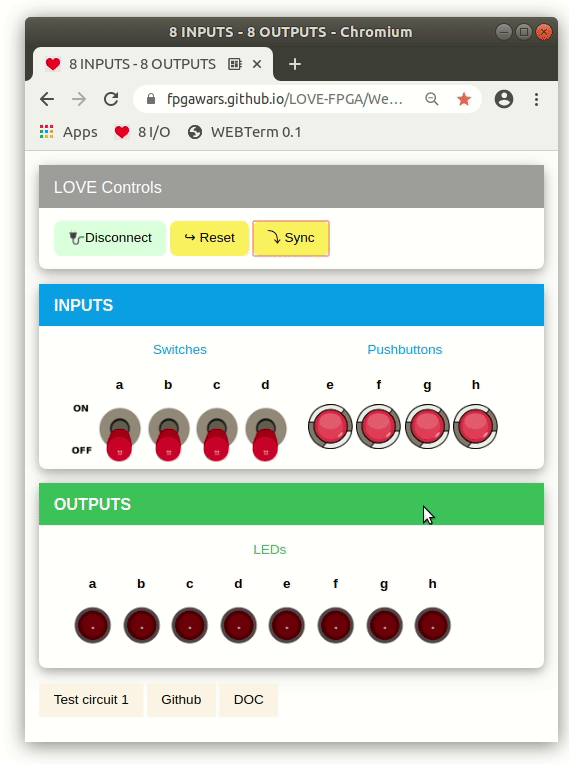 8 INPUTS - 8 OUTPUTS - Chromium
8 INPUTS - 8 OUTPUTS
fpgawars.github.io/LOVE-FPGA/We...
Apps 8 I/O WEBTerm 0.1
LOVE Controls
Disconnect ↪ Reset ⤵ Sync
INPUTS
Switches Pushbuttons
a b c d e f g h
ON
OFF
OUTPUTS
LEDs
a b c d e f g h
Test circuit 1 Github DOC